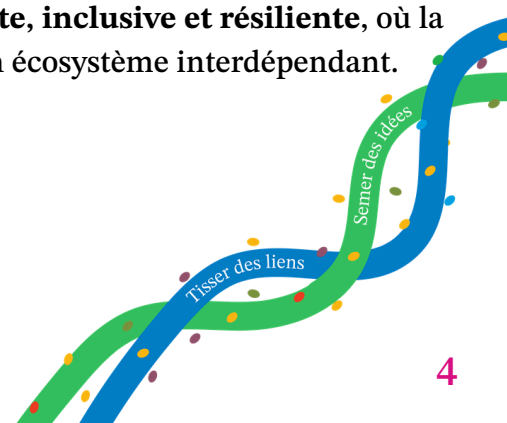 te, inclusive et résiliente, où la
écosystème interdépendant.
Semer des idées
Tisser des liens
4